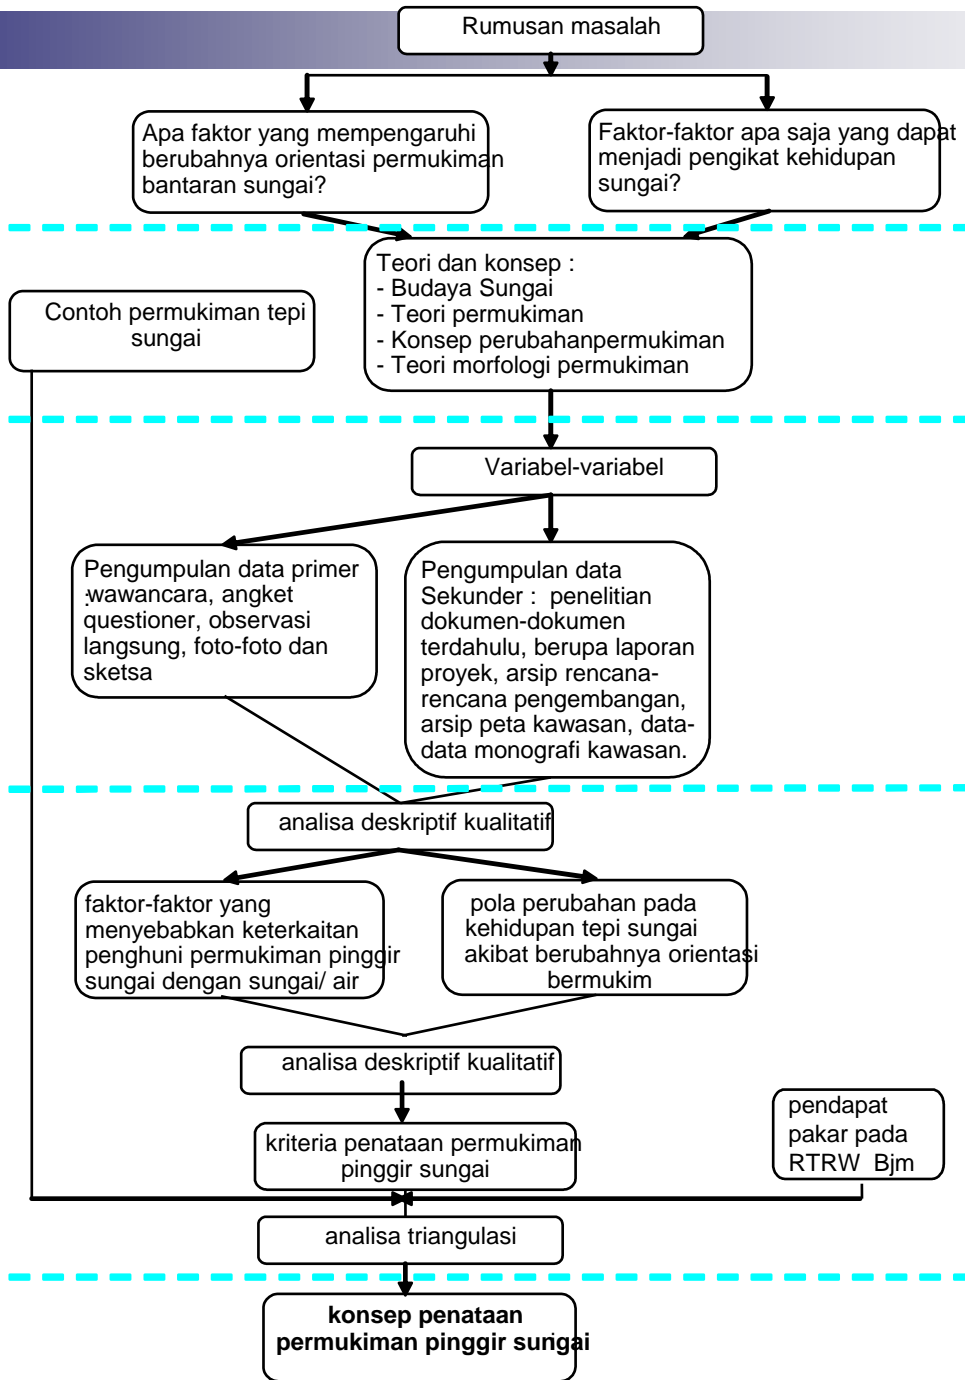 Rumusan masalah
Apa faktor yang mempengaruhi
berubahnya orientasi permukiman
bantaran sungai?
Faktor-faktor apa saja yang dapat
menjadi pengikat kehidupan
sungai?
Teori dan konsep :
- Budaya Sungai
- Teori permukiman
- Konsep perubahanpermukiman
- Teori morfologi permukiman
Contoh permukiman tepi
sungai
Variabel-variabel
Pengumpulan data primer
:wawancara, angket
questioner, observasi
langsung, foto-foto dan
sketsa
Pengumpulan data
Sekunder : penelitian
dokumen-dokumen
terdahulu, berupa laporan
proyek, arsip rencana-
rencana pengembangan,
arsip peta kawasan, data-
data monografi kawasan.
analisa deskriptif kualitatif
faktor-faktor yang
menyebabkan keterkaitan
penghuni permukiman pinggir
sungai dengan sungai/ air
pola perubahan pada
kehidupan tepi sungai
akibat berubahnya orientasi
bermukim
analisa deskriptif kualitatif
kriteria penataan permukiman
pinggir sungai
pendapat
pakar pada
RTRW Bjm
analisa triangulasi
konsep penataan
permukiman pinggir sungai